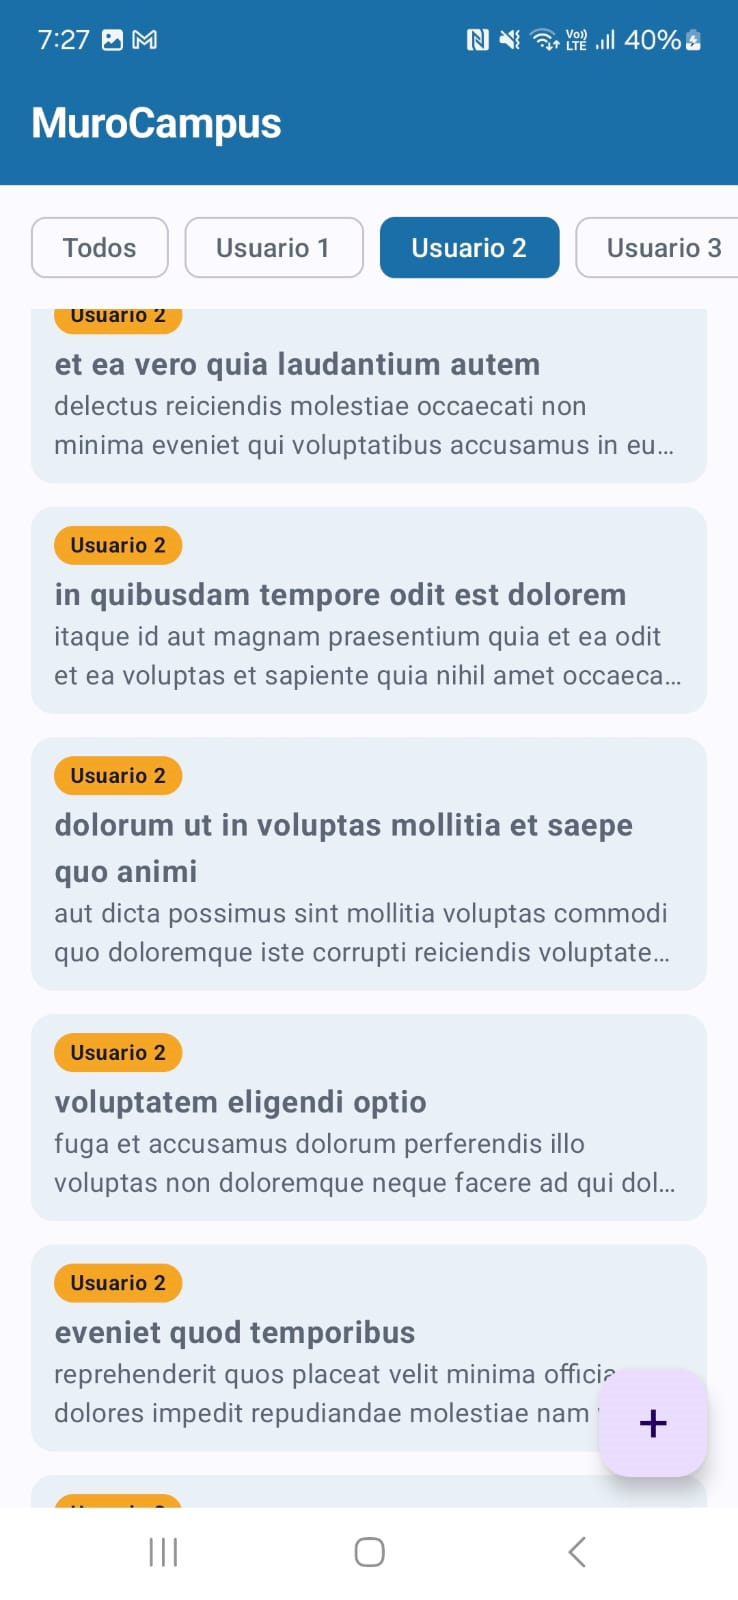 7:27
Vo)) LTE 40%
MuroCampus
Todos Usuario 1 Usuario 2 Usuario 3
Usuario 2
et ea vero quia laudantium autem
delectus reiciendis molestiae occaecati non
minima eveniet qui voluptatibus accusamus in eu…
Usuario 2
in quibusdam tempore odit est dolorem
itaque id aut magnam praesentium quia et ea odit
et ea voluptas et sapiente quia nihil amet occaeca…
Usuario 2
dolorum ut in voluptas mollitia et saepe
quo animi
aut dicta possimus sint mollitia voluptas commodi
quo doloremque iste corrupti reiciendis voluptate…
Usuario 2
voluptatem eligendi optio
fuga et accusamus dolorum perferendis illo
voluptas non doloremque neque facere ad qui dol…
Usuario 2
eveniet quod temporibus
reprehenderit quos placeat velit minima officia
dolores impedit repudiandae molestiae nam
+